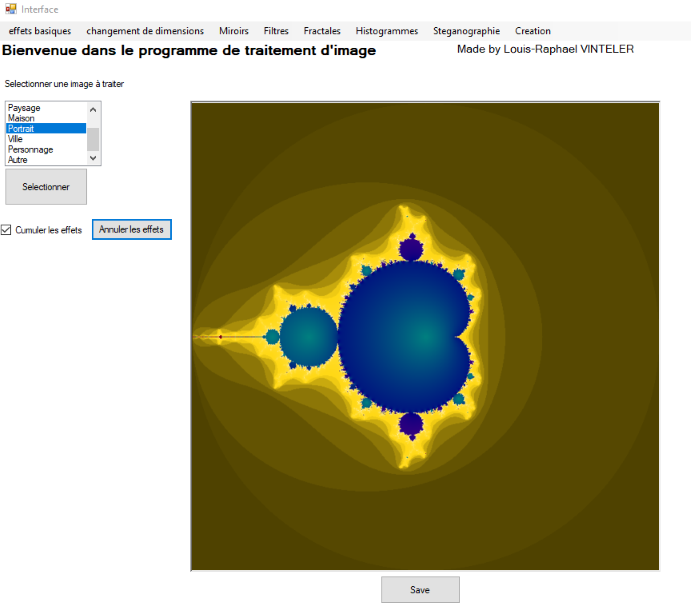 Interface
effets basiques changement de dimensions Miroirs Filtres Fractales Histogrammes Steganographie Creation
Bienvenue dans le programme de traitement d'image Made by Louis-Raphael VINTELER
Selectionner une image à traiter
Paysage
Maison
Portrait
Ville
Personnage
Autre
Selectionner
Cumuler les effets Annuler les effets
Save